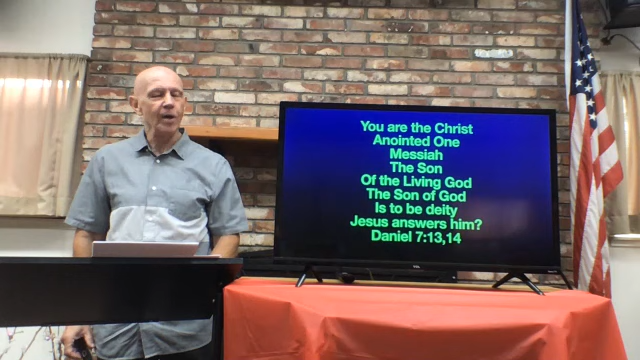 You are the Christ
Anointed One
Messiah
The Son
Of the Living God
The Son of God
Is to be deity
Jesus answers him?
Daniel 7:13,14
TCL